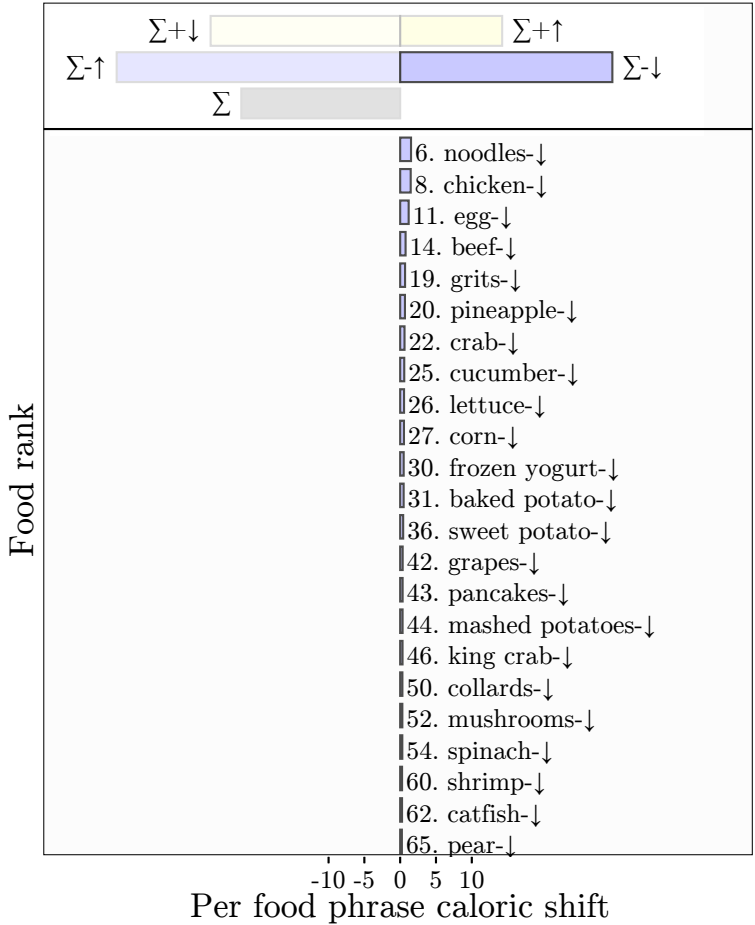 Σ+↓ Σ+↑
Σ-↑ Σ-↓
Σ
6. noodles-↓
8. chicken-↓
11. egg-↓
14. beef-↓
19. grits-↓
20. pineapple-↓
22. crab-↓
25. cucumber-↓
26. lettuce-↓
27. corn-↓
30. frozen yogurt-↓
31. baked potato-↓
36. sweet potato-↓
42. grapes-↓
43. pancakes-↓
44. mashed potatoes-↓
46. king crab-↓
50. collards-↓
52. mushrooms-↓
54. spinach-↓
60. shrimp-↓
62. catfish-↓
65. pear-↓
Food rank
-10 -5 0 5 10
Per food phrase caloric shift